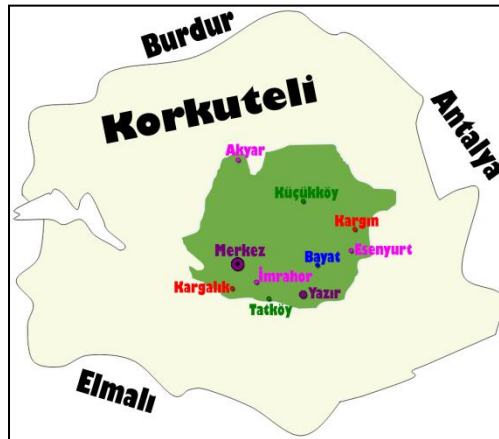 Burdur
Korkuteli
Antalya
Akyar
Küçükköy
Kargın
Esenyurt
Merkez
Bayat
İmrahor
Kargalık
Yazır
Tatköy
Elmalı